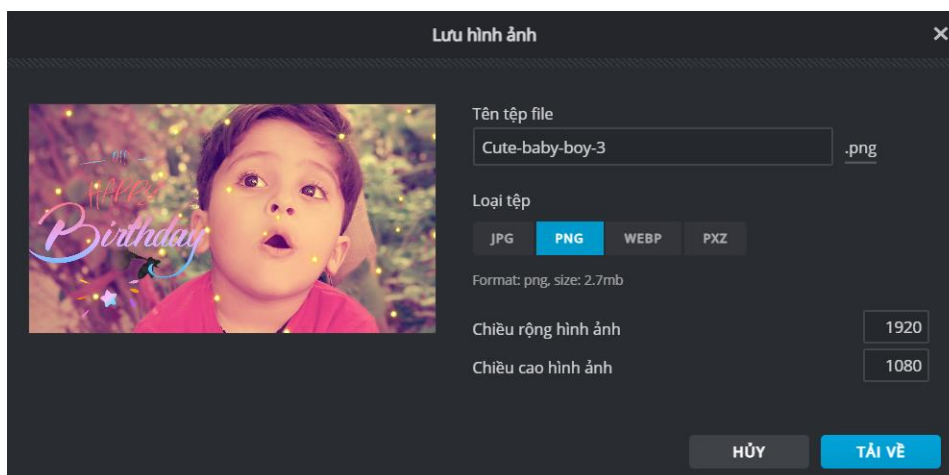 Lưu hình ảnh
Tên tệp file
Cute-baby-boy-3
.png
HAPPY
Birthday
Loại tệp
JPG PNG WEBP PXZ
Format: png, size: 2.7mb
Chiều rộng hình ảnh 1920
Chiều cao hình ảnh 1080
HỦY TẢI VỀ